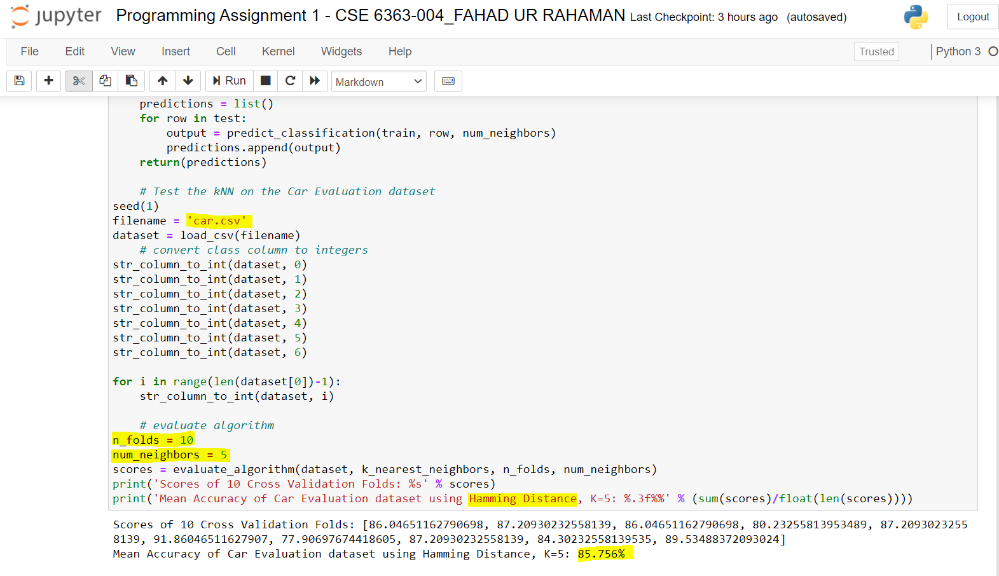 jupyter Programming Assignment 1 - CSE 6363-004_FAHAD UR RAHAMAN Last Checkpoint: 3 hours ago (autosaved) Logout
File Edit View Insert Cell Kernel Widgets Help Trusted Python 3
Run Markdown
    predictions = list()
    for row in test:
        output = predict_classification(train, row, num_neighbors)
        predictions.append(output)
    return(predictions)
    # Test the kNN on the Car Evaluation dataset
seed(1)
filename = 'car.csv'
dataset = load_csv(filename)
    # convert class column to integers
str_column_to_int(dataset, 0)
str_column_to_int(dataset, 1)
str_column_to_int(dataset, 2)
str_column_to_int(dataset, 3)
str_column_to_int(dataset, 4)
str_column_to_int(dataset, 5)
str_column_to_int(dataset, 6)
for i in range(len(dataset[0])-1):
    str_column_to_int(dataset, i)
    # evaluate algorithm
n_folds = 10
num_neighbors = 5
scores = evaluate_algorithm(dataset, k_nearest_neighbors, n_folds, num_neighbors)
print('Scores of 10 Cross Validation Folds: %s' % scores)
print('Mean Accuracy of Car Evaluation dataset using Hamming Distance, K=5: %.3f%%' % (sum(scores)/float(len(scores))))
Scores of 10 Cross Validation Folds: [86.04651162790698, 87.20930232558139, 86.04651162790698, 80.23255813953489, 87.2093023255
8139, 91.86046511627907, 77.90697674418605, 87.20930232558139, 84.30232558139535, 89.53488372093024]
Mean Accuracy of Car Evaluation dataset using Hamming Distance, K=5: 85.756%